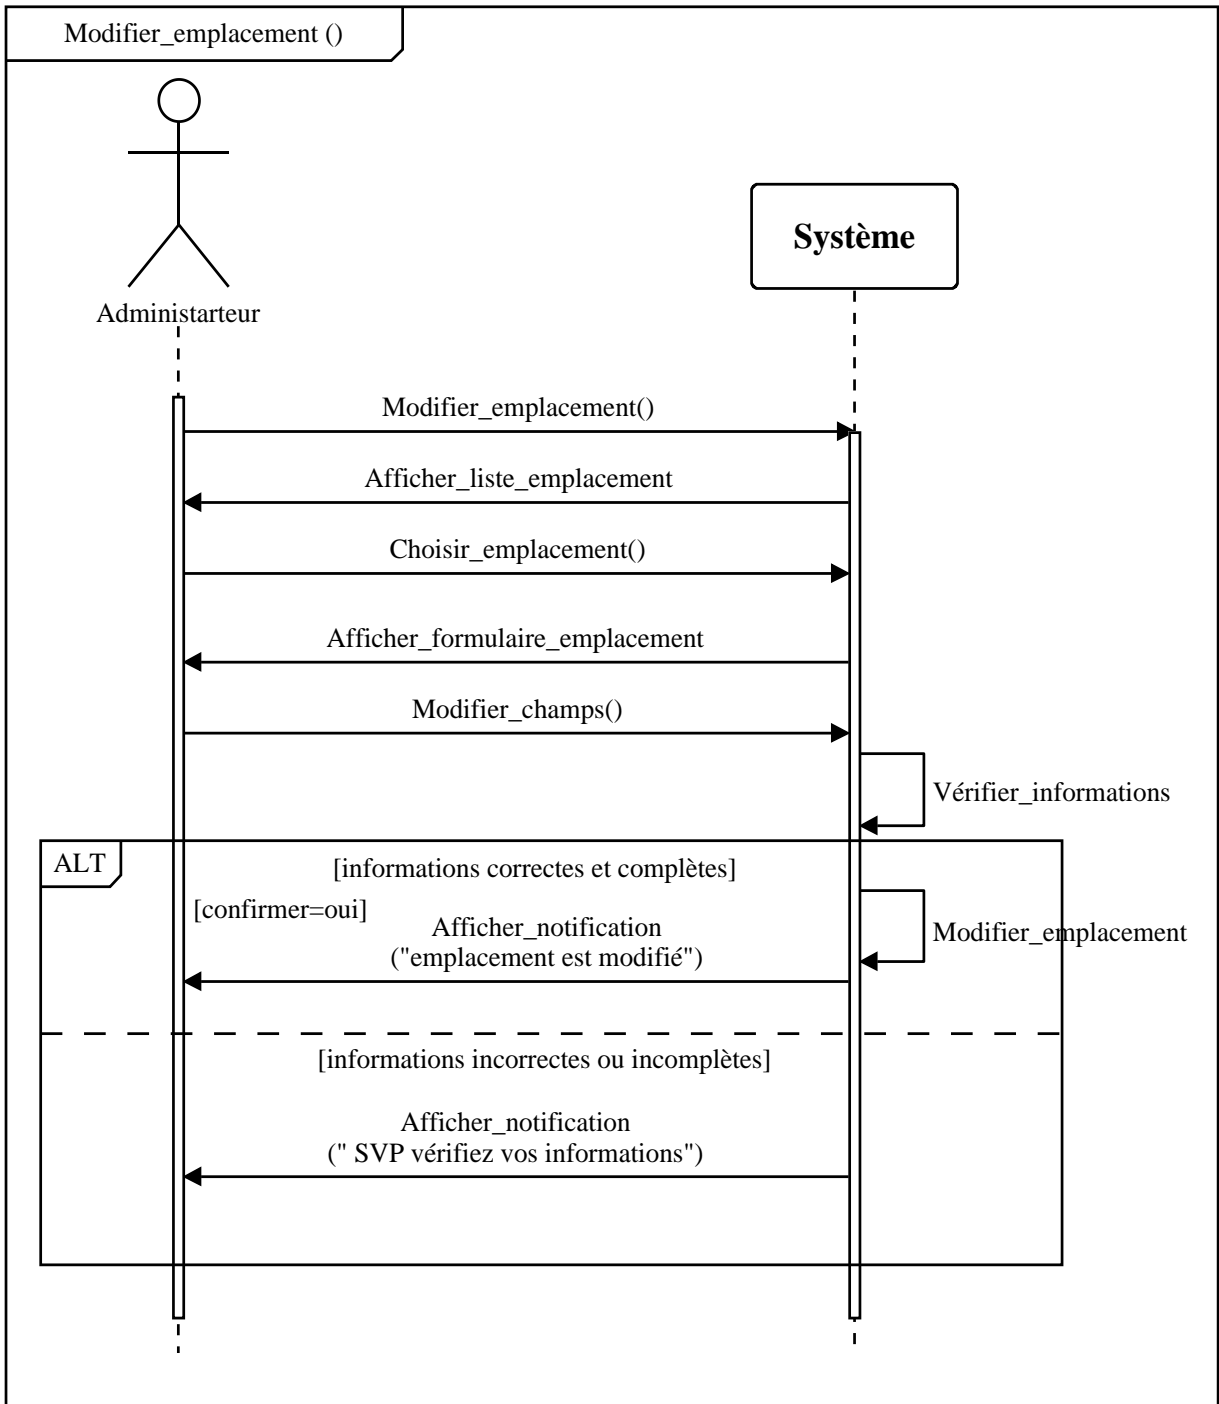 Modifier_emplacement ()
Système
Administarteur
Modifier_emplacement()
Afficher_liste_emplacement
Choisir_emplacement()
Afficher_formulaire_emplacement
Modifier_champs()
Vérifier_informations
ALT
[informations correctes et complètes]
[confirmer=oui]
Afficher_notification
("emplacement est modifié")
Modifier_emplacement
[informations incorrectes ou incomplètes]
Afficher_notification
(" SVP vérifiez vos informations")